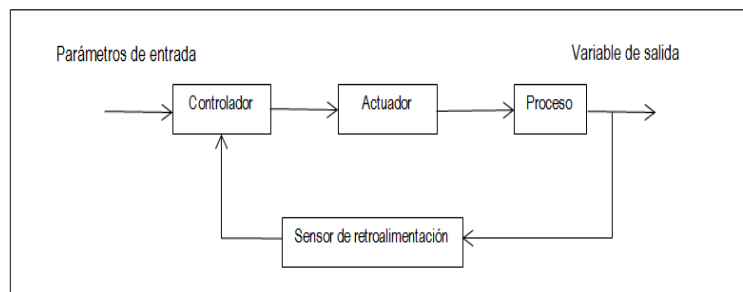 Parámetros de entrada
Variable de salida
Controlador
Actuador
Proceso
Sensor de retroalimentación